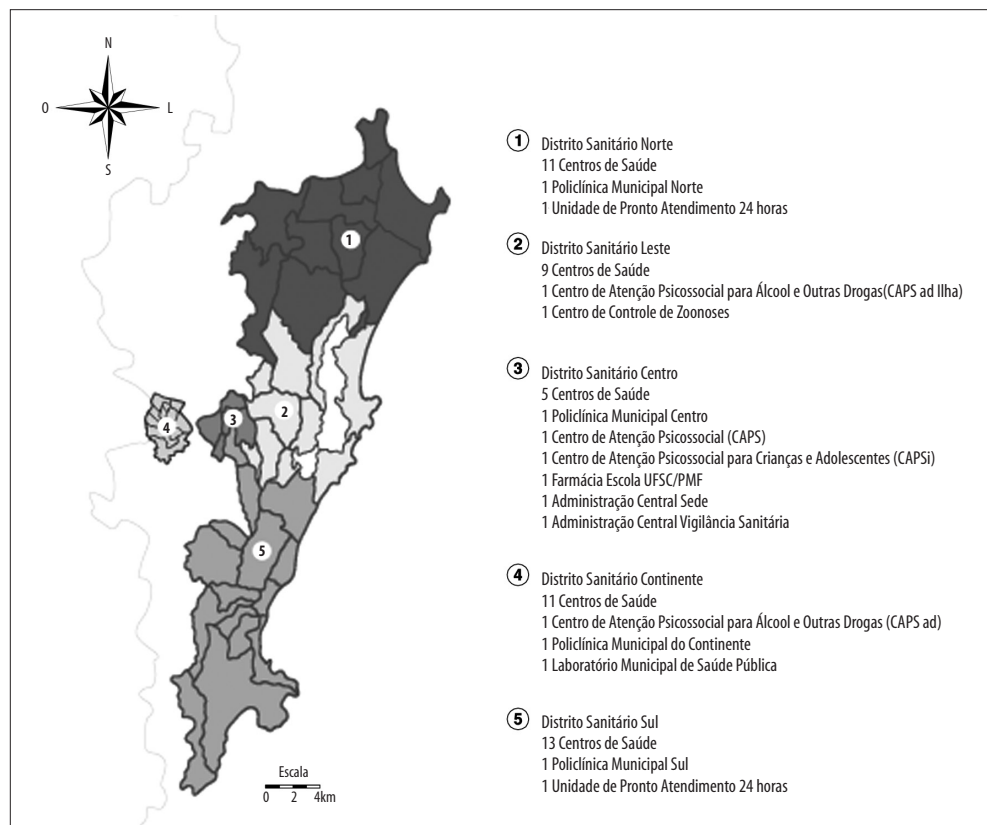 N
O
L
S
1
2
3
4
5
Escala
0 2 4km
1 Distrito Sanitário Norte
11 Centros de Saúde
1 Policlínica Municipal Norte
1 Unidade de Pronto Atendimento 24 horas
2 Distrito Sanitário Leste
9 Centros de Saúde
1 Centro de Atenção Psicossocial para Álcool e Outras Drogas(CAPS ad Ilha)
1 Centro de Controle de Zoonoses
3 Distrito Sanitário Centro
5 Centros de Saúde
1 Policlínica Municipal Centro
1 Centro de Atenção Psicossocial (CAPS)
1 Centro de Atenção Psicossocial para Crianças e Adolescentes (CAPSi)
1 Farmácia Escola UFSC/PMF
1 Administração Central Sede
1 Administração Central Vigilância Sanitária
4 Distrito Sanitário Continente
11 Centros de Saúde
1 Centro de Atenção Psicossocial para Álcool e Outras Drogas (CAPS ad)
1 Policlínica Municipal do Continente
1 Laboratório Municipal de Saúde Pública
5 Distrito Sanitário Sul
13 Centros de Saúde
1 Policlínica Municipal Sul
1 Unidade de Pronto Atendimento 24 horas